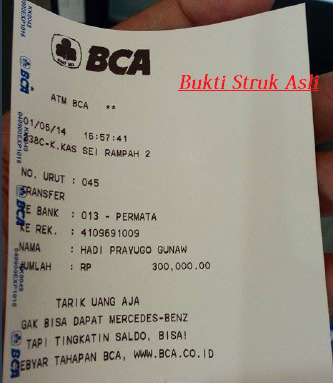 BCA
Bukti Struk Asli
ATM BCA **
01/06/14 16:57:41
38C-K.KAS SEI RAMPAH 2
NO. URUT : 045
TRANSFER
KE BANK : 013 - PERMATA
KE REK. : 4109691009
NAMA : HADI PRAYUGO GUNAW
JUMLAH : RP 300,000.00
TARIK UANG AJA
GAK BISA DAPAT MERCEDES-BENZ
TAPI TINGKATIN SALDO, BISA!
EBYAR TAHAPAN BCA, WWW.BCA.CO.ID
BCA
BCA
BCA